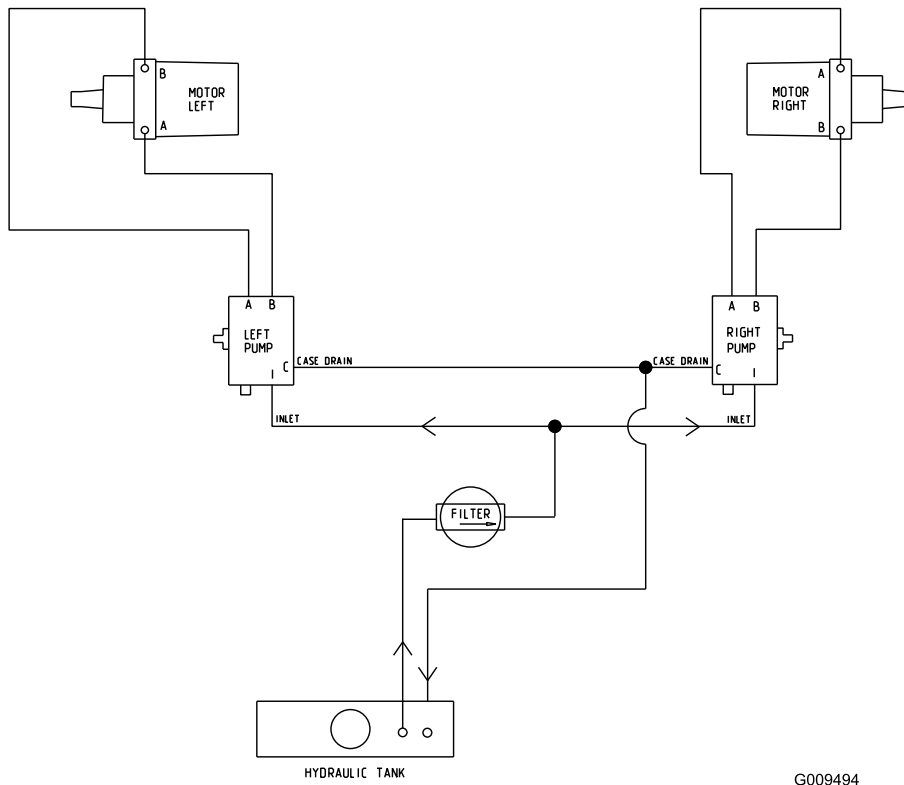 B
MOTOR
LEFT
A
A
MOTOR
RIGHT
B
A B
LEFT
PUMP
C
I
CASE DRAIN
INLET
CASE DRAIN
A B
RIGHT
PUMP
C
I
INLET
FILTER
HYDRAULIC TANK
G009494